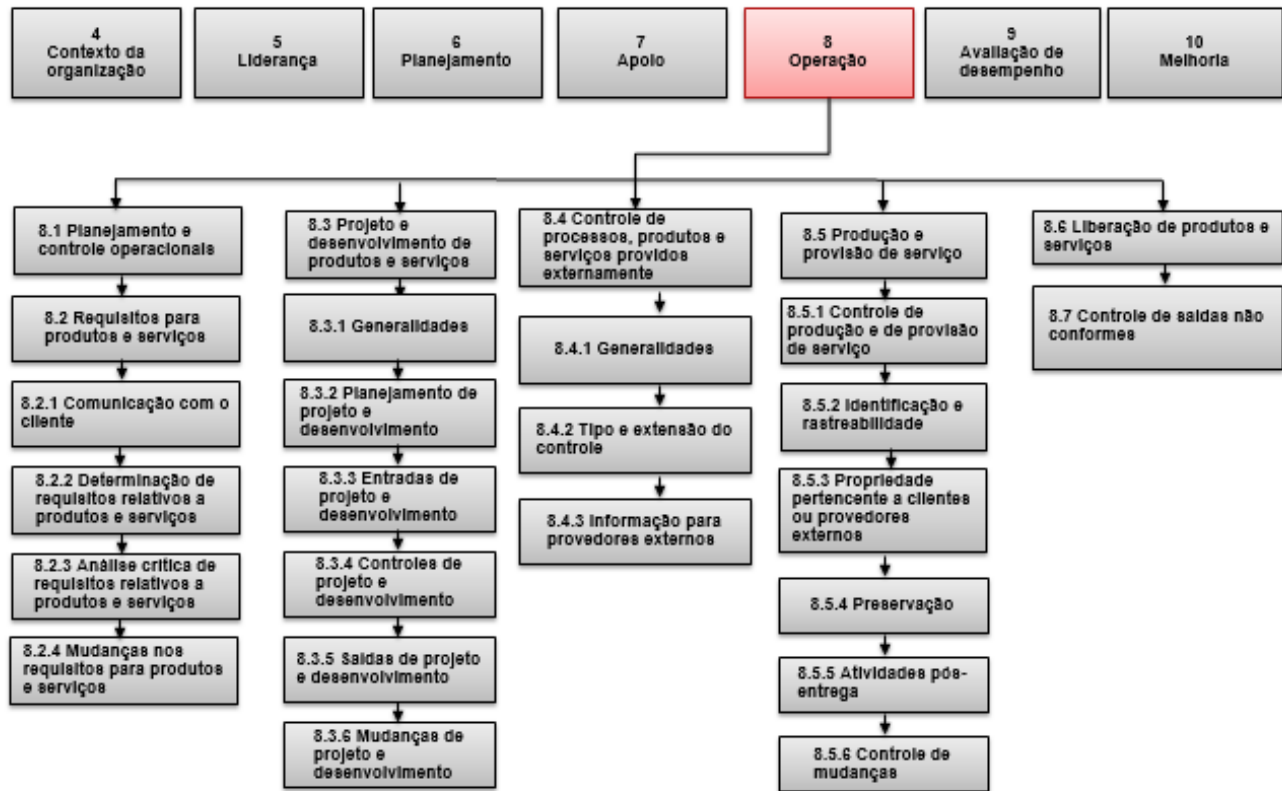 4
Contexto da
organização
5
Liderança
6
Planejamento
7
Apoio
8
Operação
9
Avaliação de
desempenho
10
Melhoria
8.1 Planejamento e
controle operacionais
8.2 Requisitos para
produtos e serviços
8.2.1 Comunicação com o
cliente
8.2.2 Determinação de
requisitos relativos a
produtos e serviços
8.2.3 Análise crítica de
requisitos relativos a
produtos e serviços
8.2.4 Mudanças nos
requisitos para produtos
e serviços
8.3 Projeto e
desenvolvimento de
produtos e serviços
8.3.1 Generalidades
8.3.2 Planejamento de
projeto e
desenvolvimento
8.3.3 Entradas de
projeto e
desenvolvimento
8.3.4 Controles de
projeto e
desenvolvimento
8.3.5 Saídas de projeto
e desenvolvimento
8.3.6 Mudanças de
projeto e
desenvolvimento
8.4 Controle de
processos, produtos e
serviços providos
externamente
8.4.1 Generalidades
8.4.2 Tipo e extensão do
controle
8.4.3 Informação para
provedores externos
8.5 Produção e
provisão de serviço
8.5.1 Controle de
produção e de provisão
de serviço
8.5.2 Identificação e
rastreabilidade
8.5.3 Propriedade
pertencente a clientes
ou provedores
externos
8.5.4 Preservação
8.5.5 Atividades pós-
entrega
8.5.6 Controle de
mudanças
8.6 Liberação de produtos e
serviços
8.7 Controle de saídas não
conformes